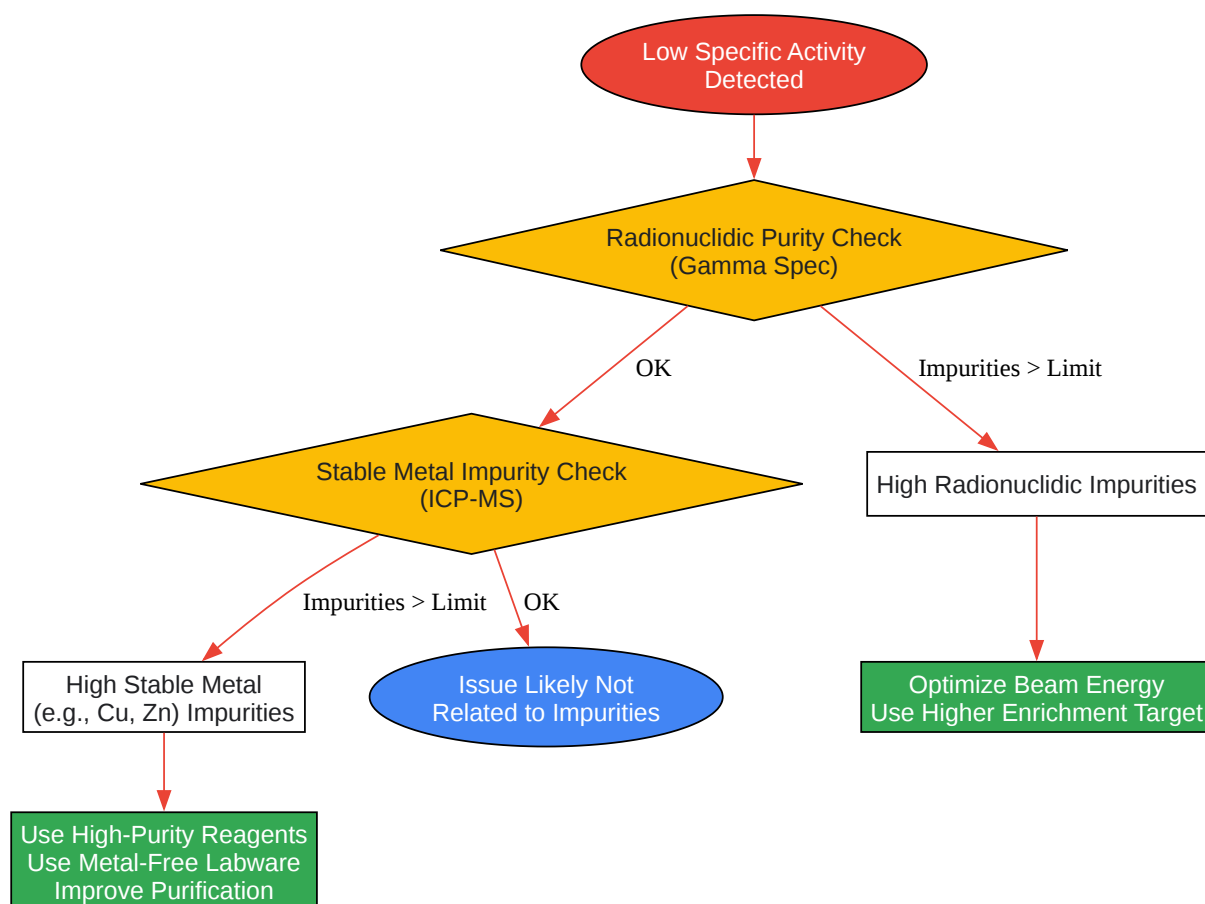 Low Specific Activity
Detected
Radionuclidic Purity Check
(Gamma Spec)
OK
Impurities > Limit
Stable Metal Impurity Check
(ICP-MS)
High Radionuclidic Impurities
Impurities > Limit
OK
High Stable Metal
(e.g., Cu, Zn) Impurities
Issue Likely Not
Related to Impurities
Optimize Beam Energy
Use Higher Enrichment Target
Use High-Purity Reagents
Use Metal-Free Labware
Improve Purification